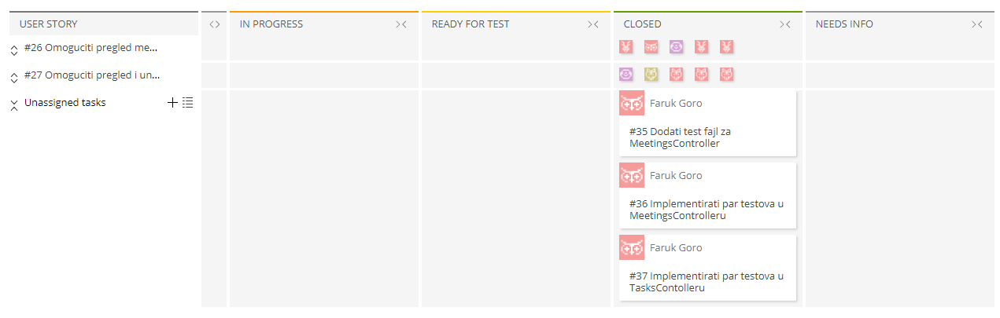 USER STORY
IN PROGRESS
READY FOR TEST
CLOSED
NEEDS INFO
#26 Omoguciti pregled me...
#27 Omoguciti pregled i un...
Unassigned tasks
Faruk Goro
#35 Dodati test fajl za
MeetingsController
Faruk Goro
#36 Implementirati par testova u
MeetingsControlleru
Faruk Goro
#37 Implementirati par testova u
TasksContolleru